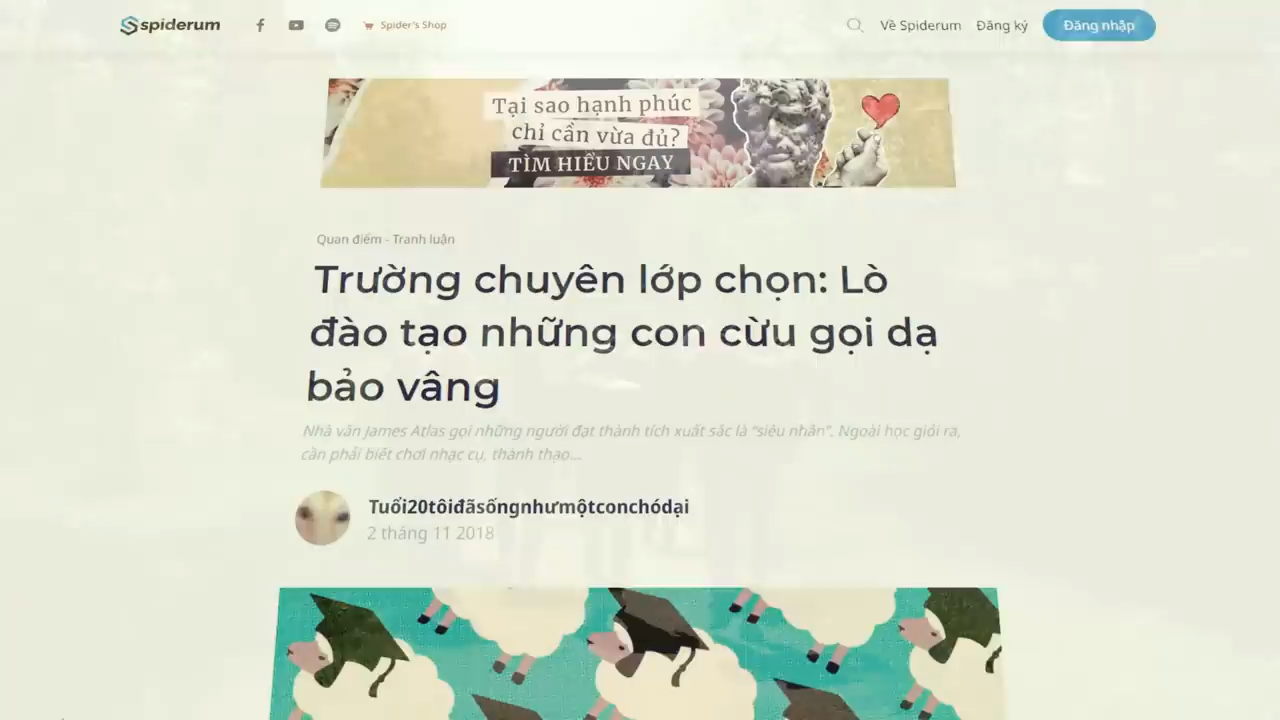 spiderum
Spider's Shop
Về Spiderum
Đăng ký
Đăng nhập
Tại sao hạnh phúc
chỉ cần vừa đủ?
TÌM HIỂU NGAY
Quan điểm - Tranh luận
Trường chuyên lớp chọn: Lò
đào tạo những con cừu gọi dạ
bảo vâng
Nhà văn James Atlas gọi những người đạt thành tích xuất sắc là "siêu nhân". Ngoài học giỏi ra,
cần phải biết chơi nhạc cụ, thành thạo...
Tuổi20tôiđãsốngnhưmộtconchódại
2 tháng 11 2018